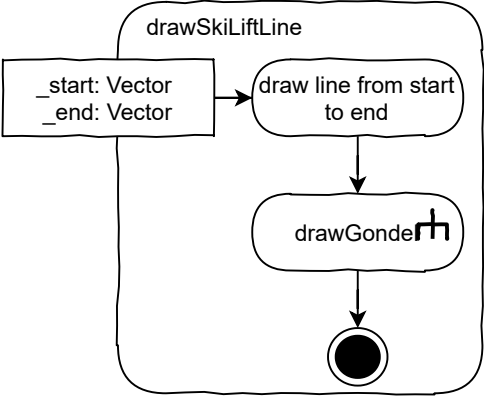 drawSkiLiftLine
_start: Vector
_end: Vector
draw line from start
to end
drawGonde